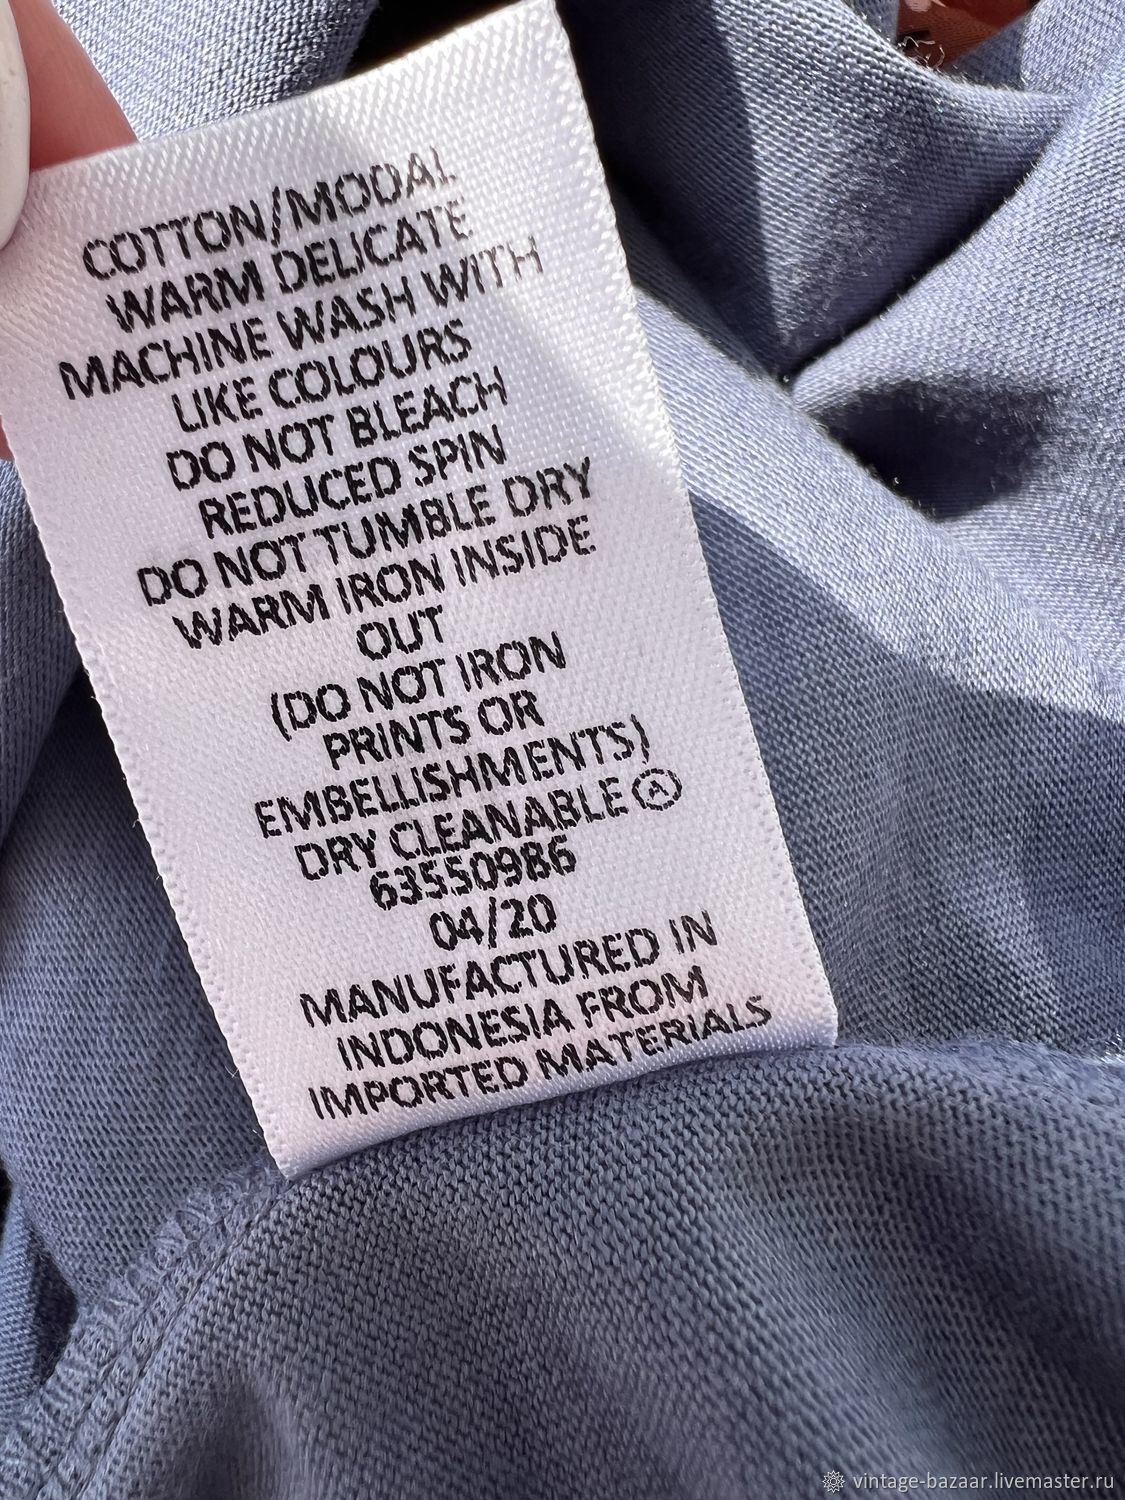 COTTON/MODAL
WARM DELICATE
MACHINE WASH WITH
LIKE COLOURS
DO NOT BLEACH
REDUCED SPIN
DO NOT TUMBLE DRY
WARM IRON INSIDE
OUT
(DO NOT IRON
PRINTS OR
EMBELLISHMENTS)
DRY CLEANABLE Ⓐ
63550986
04/20
MANUFACTURED IN
INDONESIA FROM
IMPORTED MATERIALS
vintage-bazaar.livemaster.ru